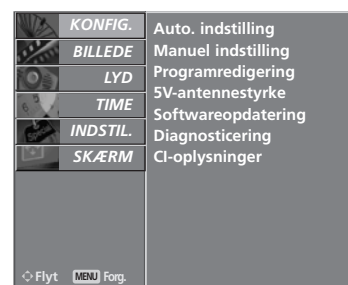 KONFIG.
BILLEDE
LYD
TIME
INDSTIL.
SKÆRM
Auto. indstilling
Manuel indstilling
Programredigering
5V-antennestyrke
Softwareopdatering
Diagnosticering
CI-oplysninger
Flyt MENU Forg.